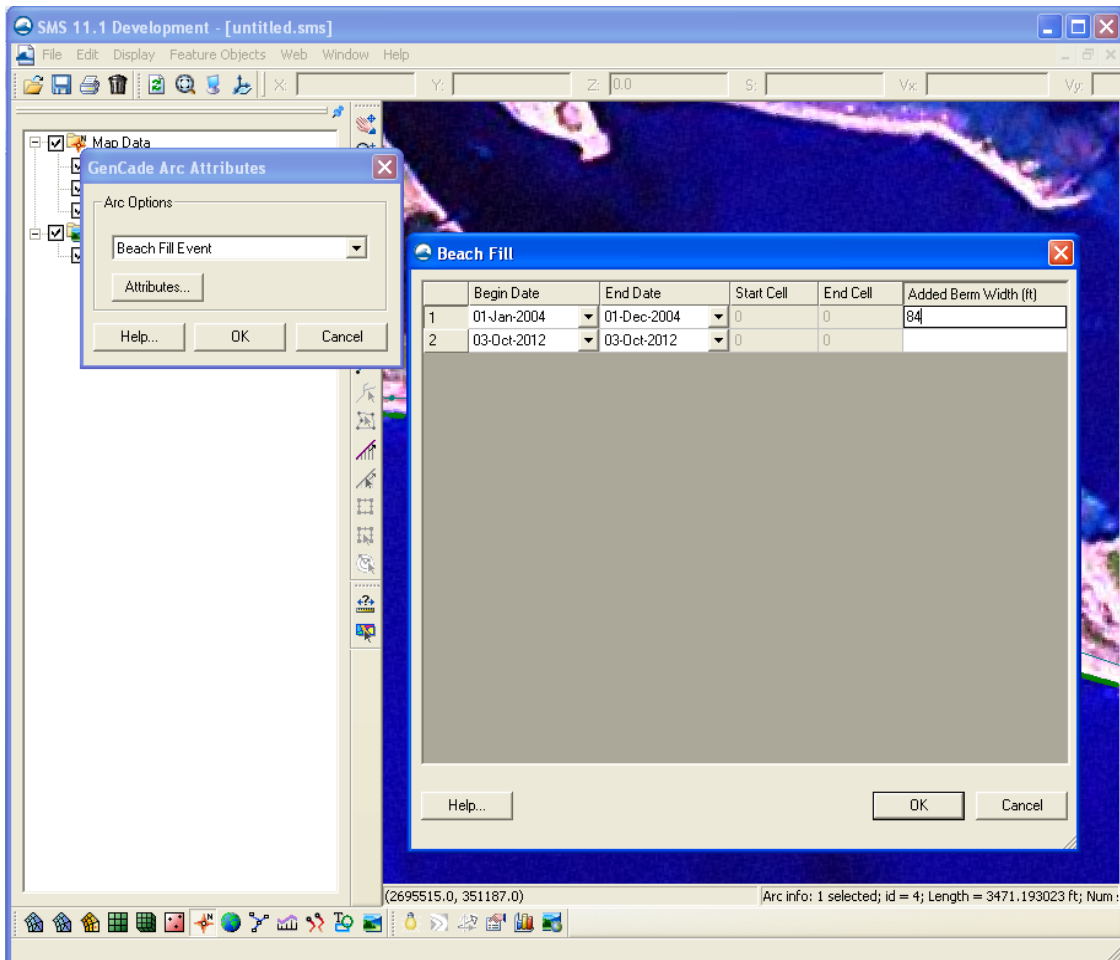 SMS 11.1 Development - [untitled.sms]
File Edit Display Feature Objects Web Window Help
X: Y: Z: 0.0 S: Vx: Vy:
Map Data
GenCade Arc Attributes
Arc Options
Beach Fill Event
Attributes...
Help... OK Cancel
Beach Fill
Begin Date End Date Start Cell End Cell Added Berm Width (ft)
1 01-Jan-2004 01-Dec-2004 0 0 84
2 03-Oct-2012 03-Oct-2012 0 0
Help... OK Cancel
(2695515.0, 351187.0) Arc info: 1 selected; id = 4; Length = 3471.193023 ft; Num